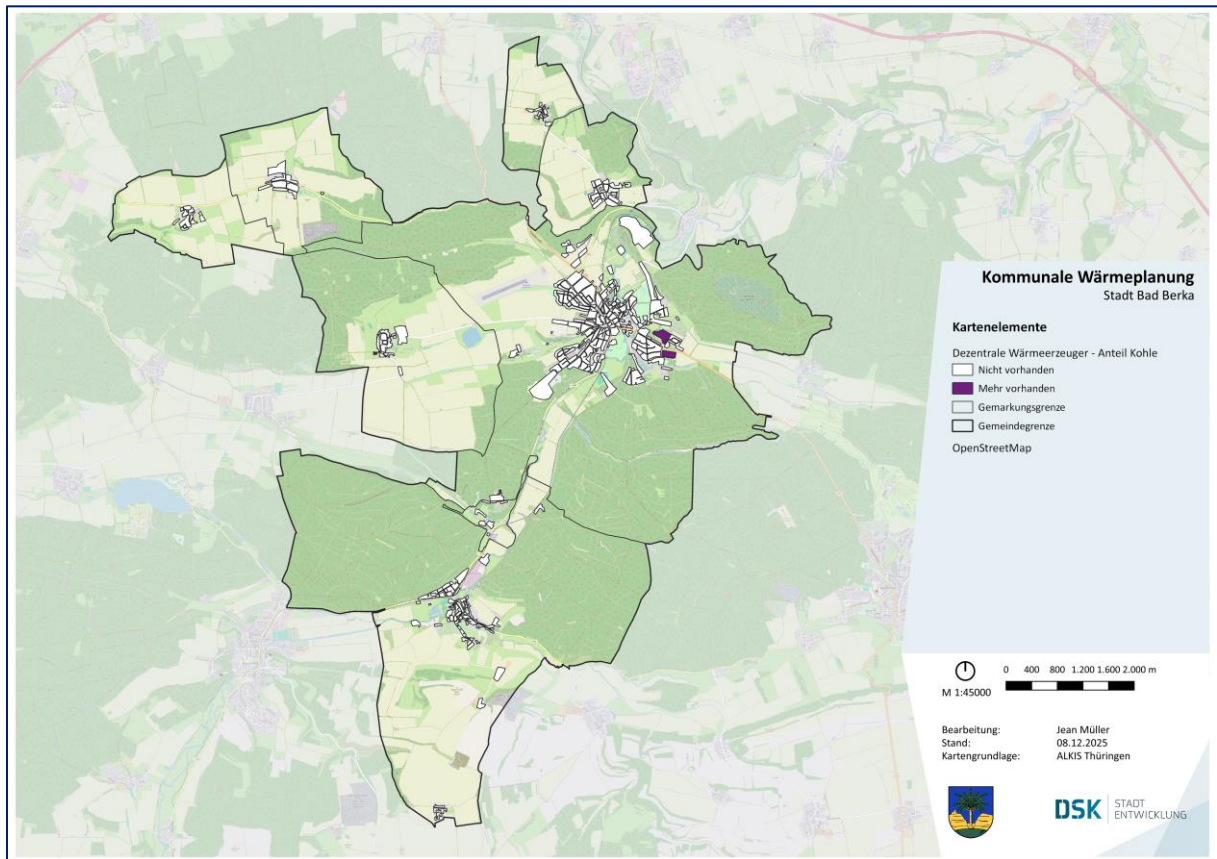 Kommunale Wärmeplanung
Stadt Bad Berka
Kartenelemente
Dezentrale Wärmeerzeuger - Anteil Kohle
Nicht vorhanden
Mehr vorhanden
Gemarkungsgrenze
Gemeindegrenze
OpenStreetMap
M 1:45000
0 400 800 1.200 1.600 2.000 m
Bearbeitung: Jean Müller
Stand: 08.12.2025
Kartengrundlage: ALKIS Thüringen
DSK STADT
ENTWICKLUNG